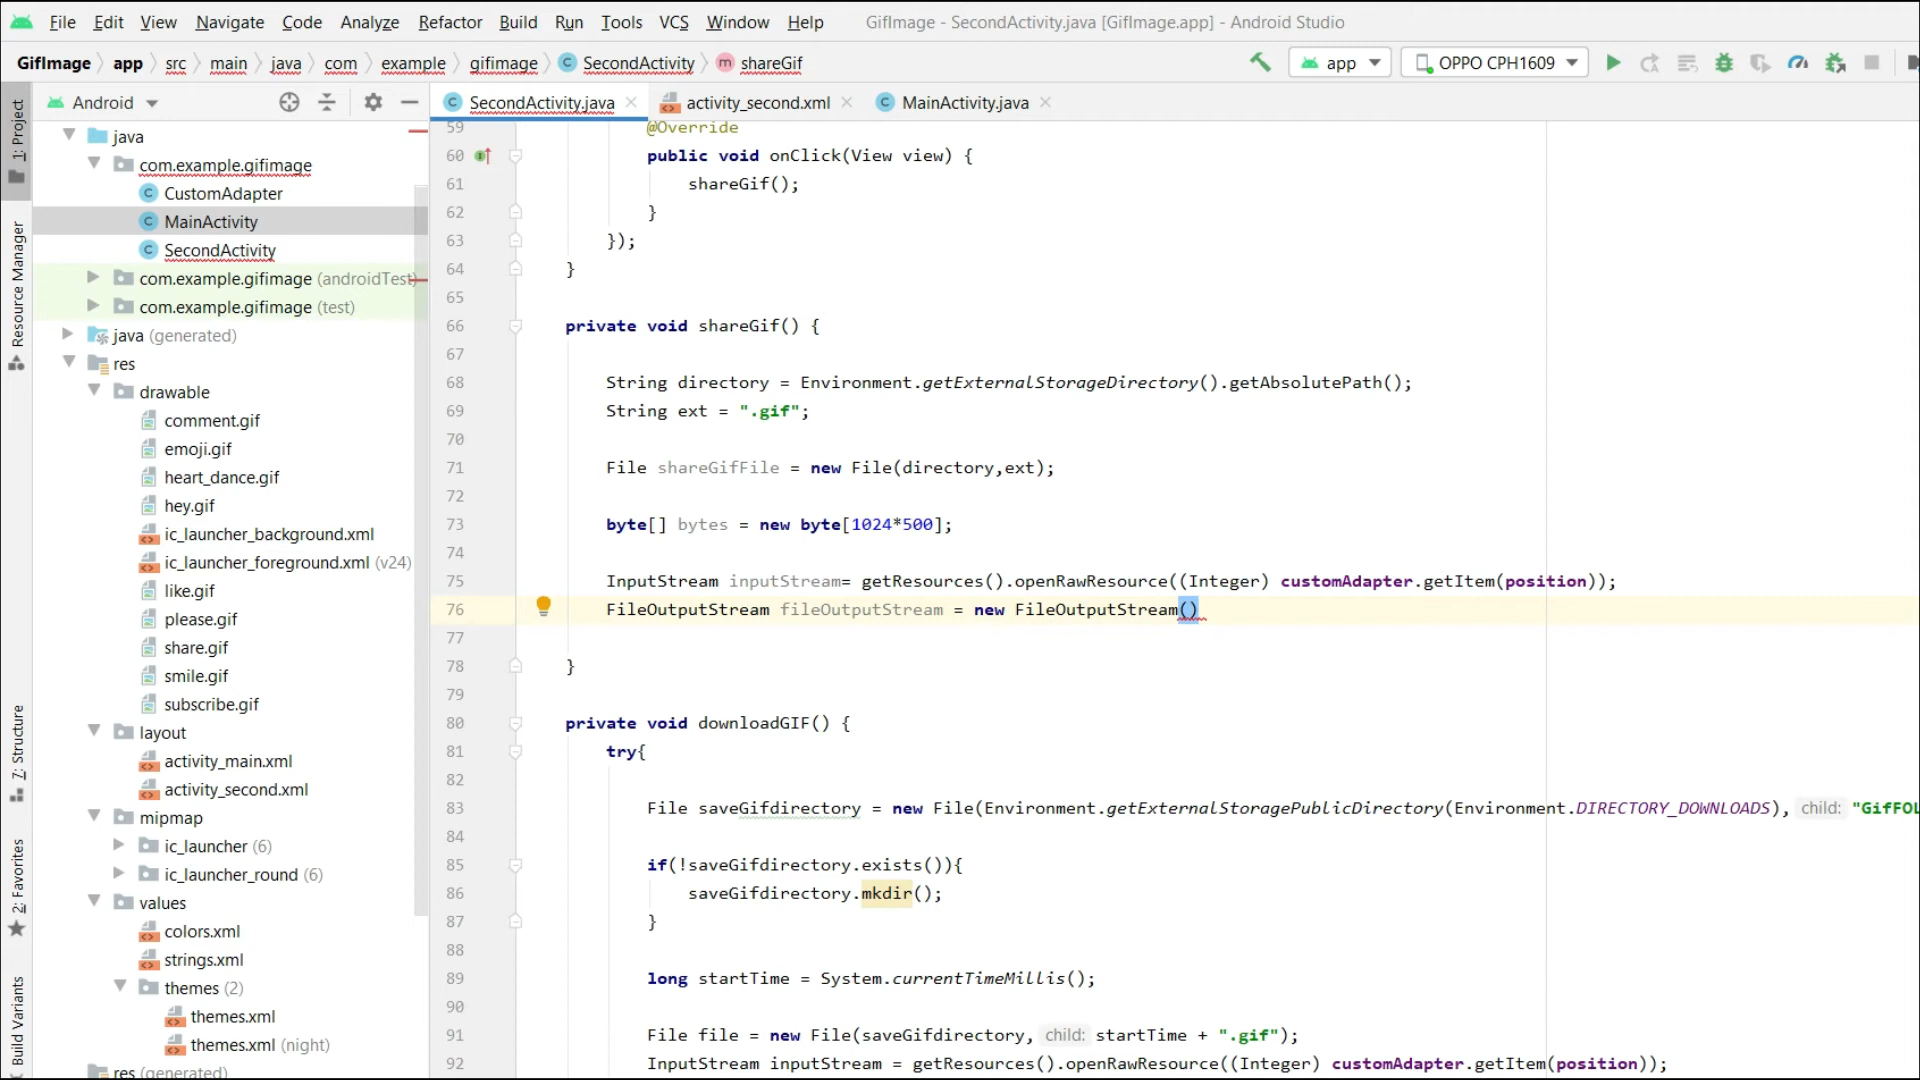 File Edit View Navigate Code Analyze Refactor Build Run Tools VCS Window Help GifImage - SecondActivity.java [GifImage.app] - Android Studio
GifImage app src main java com example gifimage C SecondActivity m shareGif app OPPO CPH1609
Android C SecondActivity.java activity_second.xml C MainActivity.java
1: Project
Resource Manager
7: Structure
2: Favorites
Build Variants
java
com.example.gifimage
C CustomAdapter
C MainActivity
C SecondActivity
com.example.gifimage (androidTest)
com.example.gifimage (test)
java (generated)
res
drawable
comment.gif
emoji.gif
heart_dance.gif
hey.gif
ic_launcher_background.xml
ic_launcher_foreground.xml (v24)
like.gif
please.gif
share.gif
smile.gif
subscribe.gif
layout
activity_main.xml
activity_second.xml
mipmap
ic_launcher (6)
ic_launcher_round (6)
values
colors.xml
strings.xml
themes (2)
themes.xml
themes.xml (night)
res (generated)
59 @Override
60 public void onClick(View view) {
61 shareGif();
62 }
63 });
64 }
65
66 private void shareGif() {
67
68 String directory = Environment.getExternalStorageDirectory().getAbsolutePath();
69 String ext = ".gif";
70
71 File shareGifFile = new File(directory,ext);
72
73 byte[] bytes = new byte[1024*500];
74
75 InputStream inputStream= getResources().openRawResource((Integer) customAdapter.getItem(position));
76 FileOutputStream fileOutputStream = new FileOutputStream()
77
78 }
79
80 private void downloadGIF() {
81 try{
82
83 File saveGifdirectory = new File(Environment.getExternalStoragePublicDirectory(Environment.DIRECTORY_DOWNLOADS), child: "GifFOL
84
85 if(!saveGifdirectory.exists()){
86 saveGifdirectory.mkdir();
87 }
88
89 long startTime = System.currentTimeMillis();
90
91 File file = new File(saveGifdirectory, child: startTime + ".gif");
92 InputStream inputStream = getResources().openRawResource((Integer) customAdapter.getItem(position));